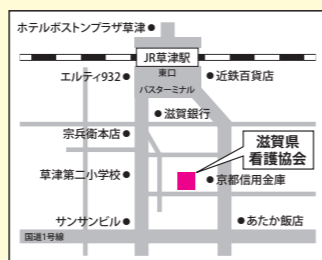 ホテルボストンプラザ草津
JR草津駅
エルティ932
東口
バスターミナル
近鉄百貨店
滋賀銀行
宗兵衛本店
滋賀県
看護協会
草津第二小学校
京都信用金庫
サンサンビル
あたか飯店
国道1号線